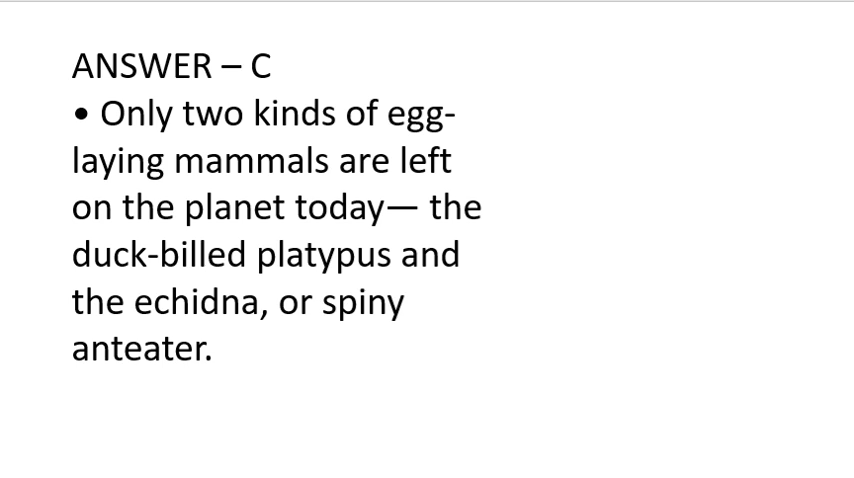 ANSWER – C
• Only two kinds of egg-
laying mammals are left
on the planet today— the
duck-billed platypus and
the echidna, or spiny
anteater.